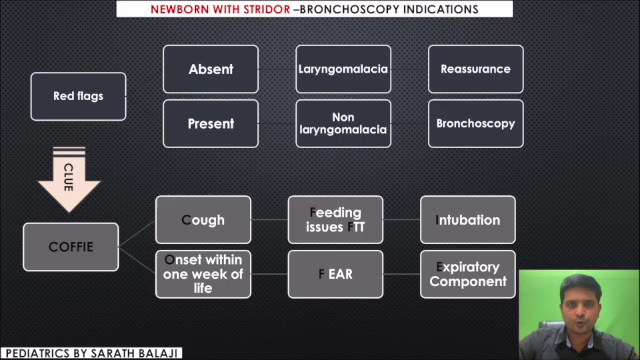 NEWBORN WITH STRIDOR –BRONCHOSCOPY INDICATIONS
Red flags
Absent
Laryngomalacia
Reassurance
Present
Non
laryngomalacia
Bronchoscopy
CLUE
COFFIE
Cough
Feeding
issues FTT
Intubation
Onset within
one week of
life
F EAR
Expiratory
Component
PEDIATRICS BY SARATH BALAJI